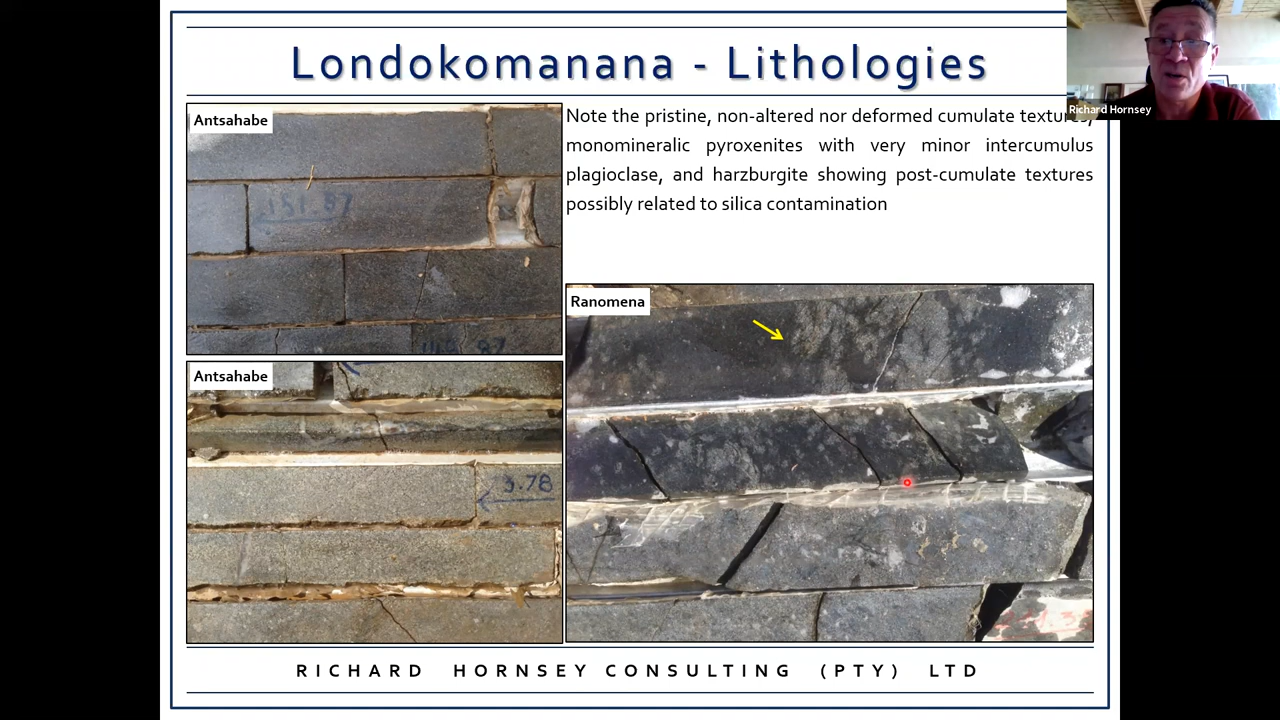 Londokomanana - Lithologies
Richard Hornsey
Antsahabe
151.87
Note the pristine, non-altered nor deformed cumulate textures,
monomineralic pyroxenites with very minor intercumulus
plagioclase, and harzburgite showing post-cumulate textures
possibly related to silica contamination
Antsahabe
3.78
Ranomena
RICHARD HORNSEY CONSULTING (PTY) LTD